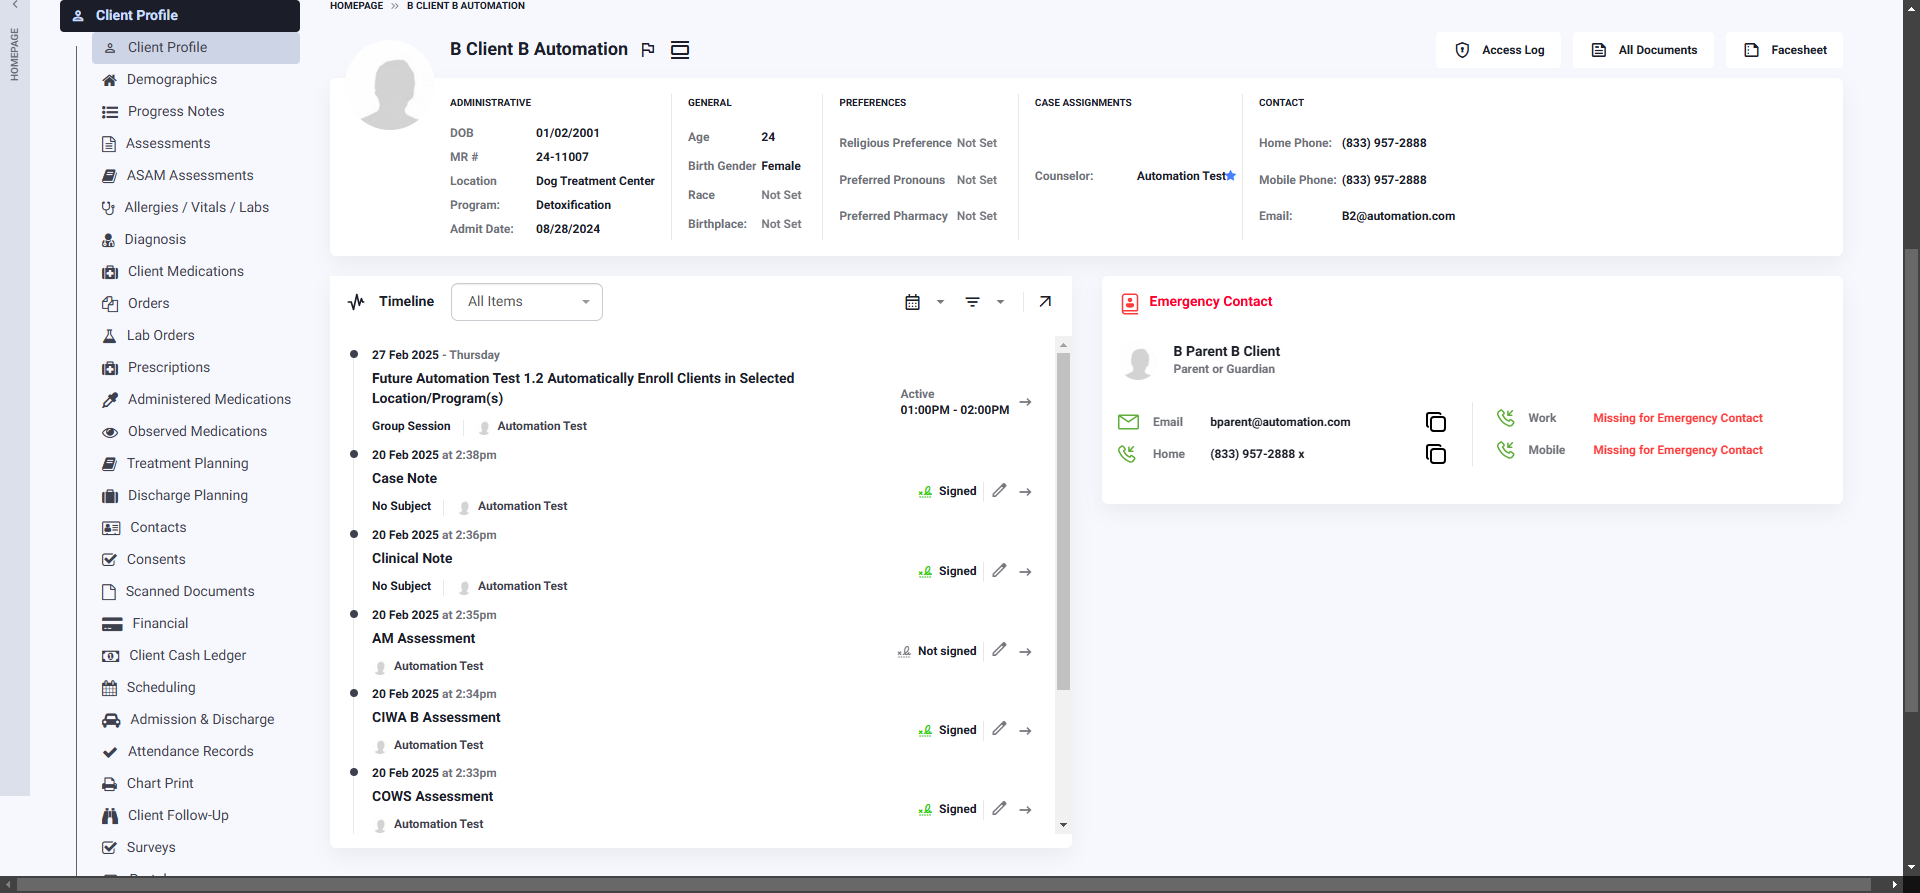 HOMEPAGE
Client Profile
Client Profile
Demographics
Progress Notes
Assessments
ASAM Assessments
Allergies / Vitals / Labs
Diagnosis
Client Medications
Orders
Lab Orders
Prescriptions
Administered Medications
Observed Medications
Treatment Planning
Discharge Planning
Contacts
Consents
Scanned Documents
Financial
Client Cash Ledger
Scheduling
Admission & Discharge
Attendance Records
Chart Print
Client Follow-Up
Surveys
HOMEPAGE >> B CLIENT B AUTOMATION
B Client B Automation
Access Log
All Documents
Facesheet
ADMINISTRATIVE
DOB 01/02/2001
MR # 24-11007
Location Dog Treatment Center
Program: Detoxification
Admit Date: 08/28/2024
GENERAL
Age 24
Birth Gender Female
Race Not Set
Birthplace: Not Set
PREFERENCES
Religious Preference Not Set
Preferred Pronouns Not Set
Preferred Pharmacy Not Set
CASE ASSIGNMENTS
Counselor: Automation Test
CONTACT
Home Phone: (833) 957-2888
Mobile Phone: (833) 957-2888
Email: B2@automation.com
Timeline All Items
27 Feb 2025 - Thursday
Future Automation Test 1.2 Automatically Enroll Clients in Selected
Location/Program(s)
Active
01:00PM - 02:00PM
Group Session Automation Test
20 Feb 2025 at 2:38pm
Case Note
Signed
No Subject Automation Test
20 Feb 2025 at 2:36pm
Clinical Note
Signed
No Subject Automation Test
20 Feb 2025 at 2:35pm
AM Assessment
Not signed
Automation Test
20 Feb 2025 at 2:34pm
CIWA B Assessment
Signed
Automation Test
20 Feb 2025 at 2:33pm
COWS Assessment
Signed
Automation Test
Emergency Contact
B Parent B Client
Parent or Guardian
Email bparent@automation.com
Home (833) 957-2888 x
Work Missing for Emergency Contact
Mobile Missing for Emergency Contact